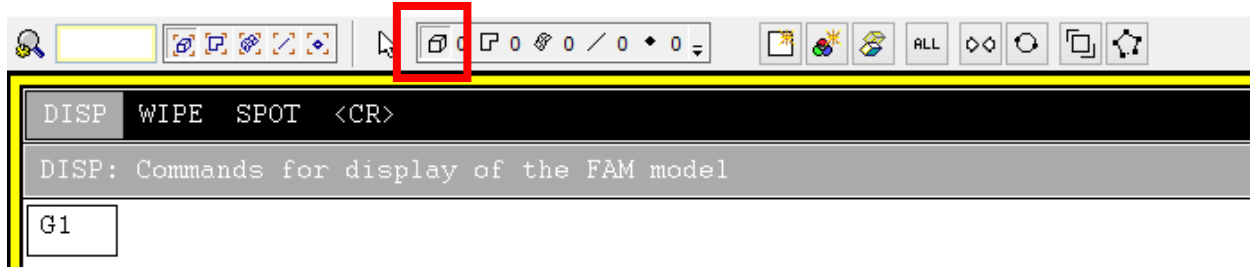 0 0 0 0 0 ALL
DISP WIPE SPOT <CR>
DISP: Commands for display of the FAM model
G1